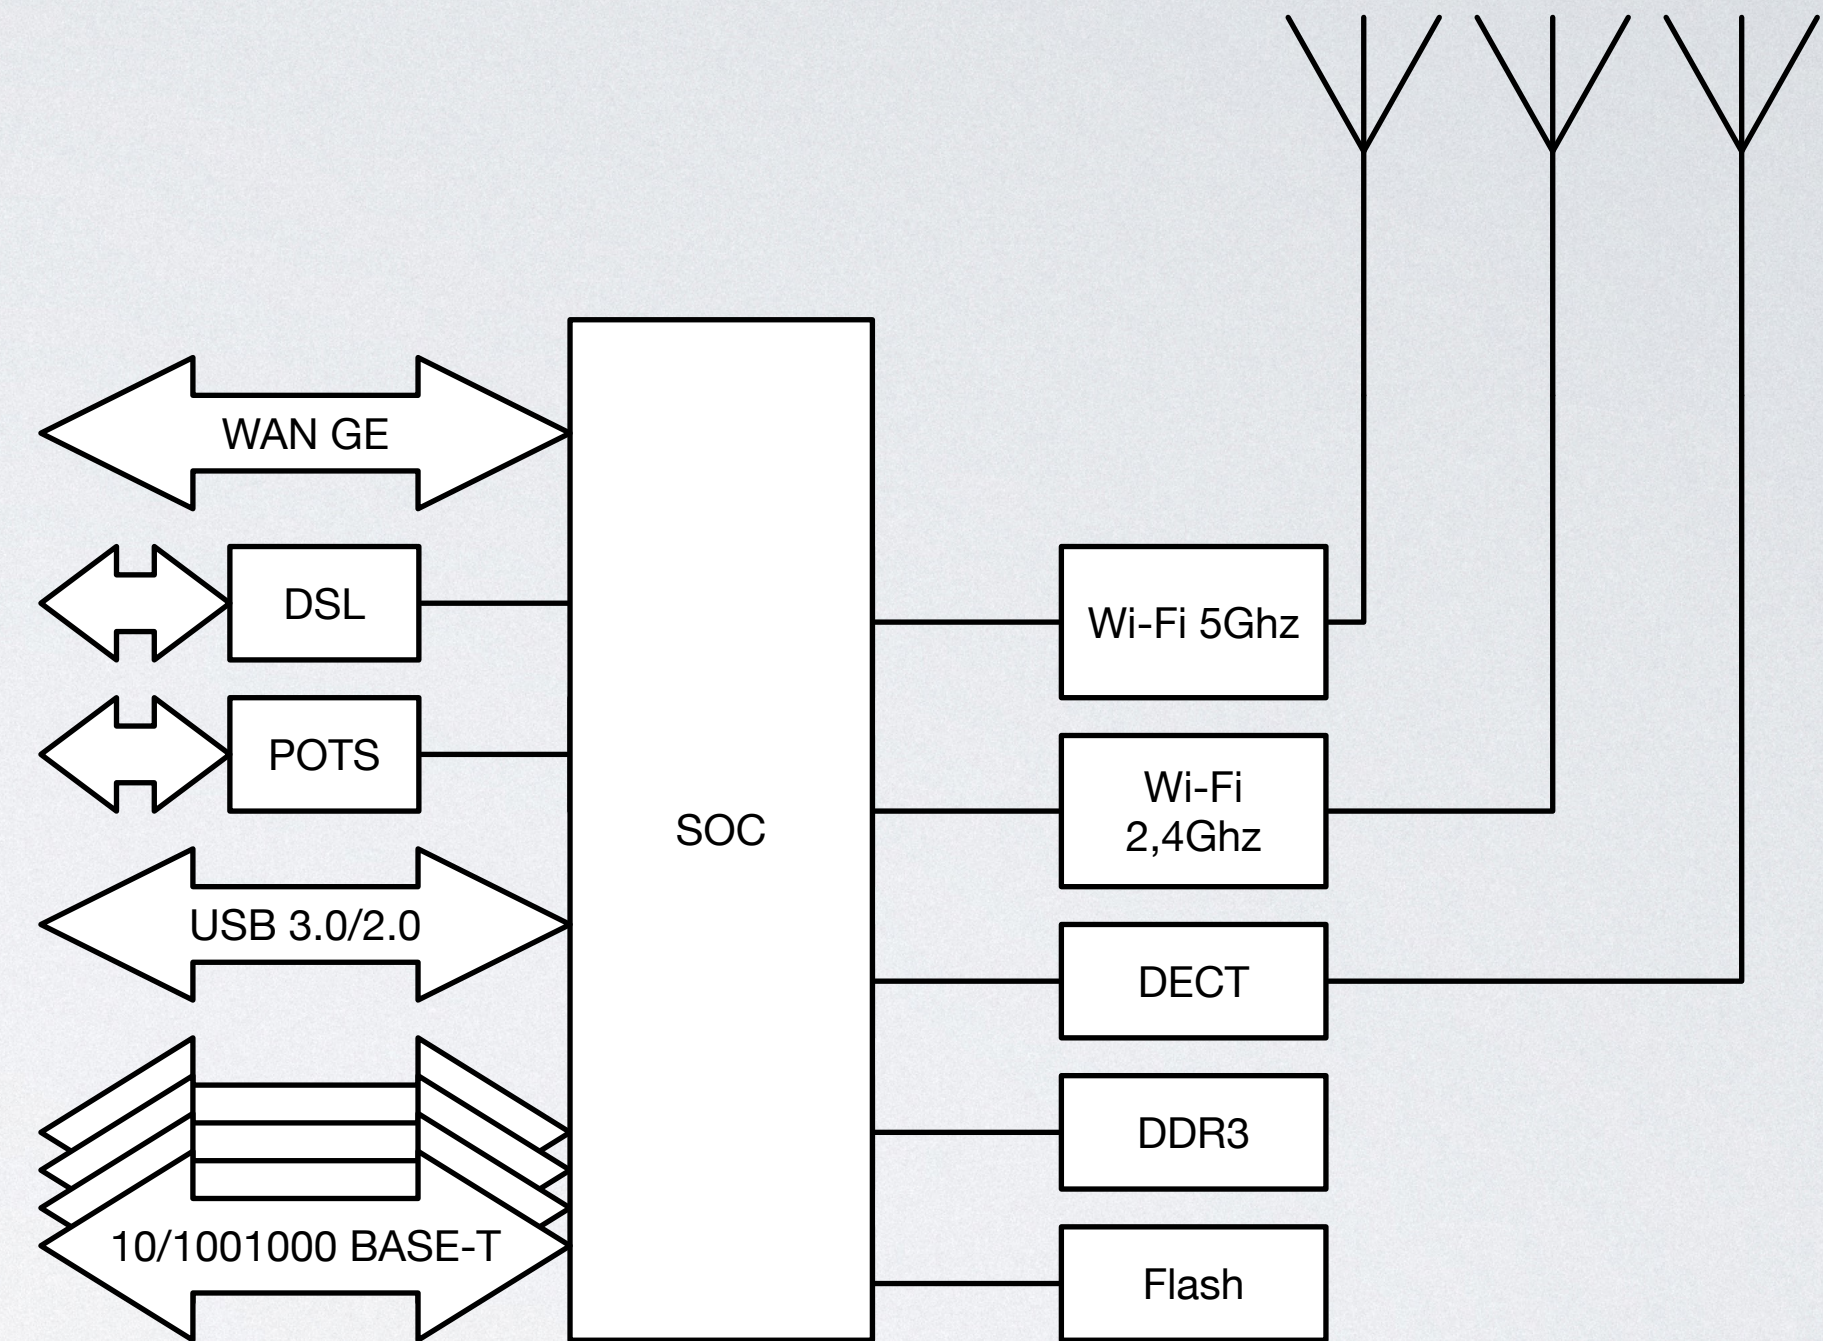 WAN GE
DSL
POTS
USB 3.0/2.0
10/1001000 BASE-T
SOC
Wi-Fi 5Ghz
Wi-Fi
2,4Ghz
DECT
DDR3
Flash